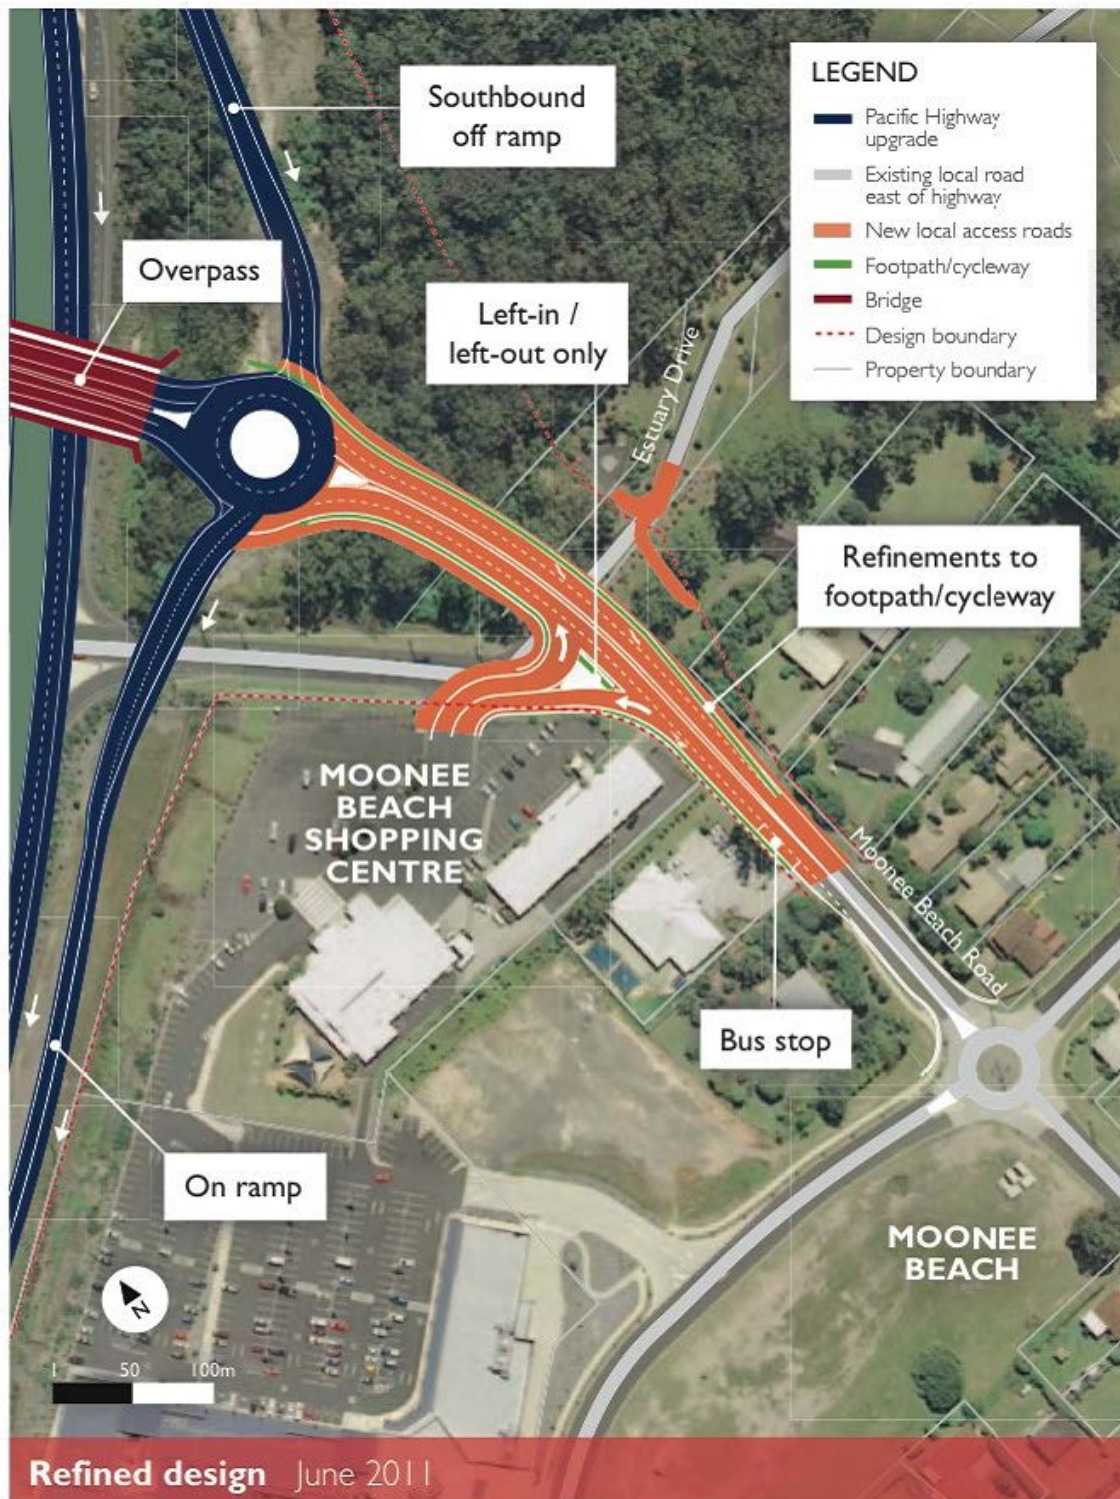 Southbound
off ramp
LEGEND
Pacific Highway
upgrade
Existing local road
east of highway
New local access roads
Footpath/cycleway
Bridge
Design boundary
Property boundary
Overpass
Left-in /
left-out only
Estuary Drive
Refinements to
footpath/cycleway
MOONEE
BEACH
SHOPPING
CENTRE
Moonee Beach Road
Bus stop
On ramp
MOONEE
BEACH
N
1 50 100m
Refined design June 2011